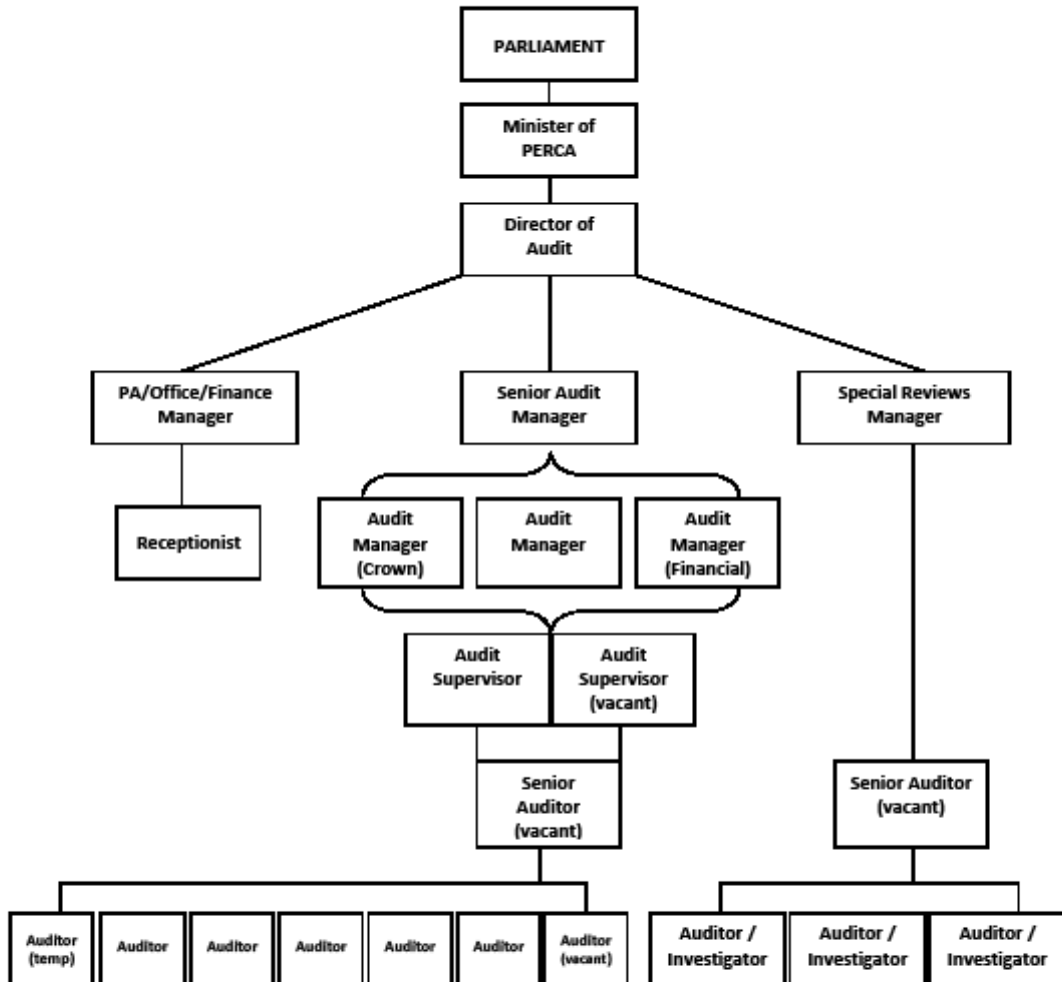 PARLIAMENT
Minister of
PERCA
Director of
Audit
PA/Office/Finance
Manager
Senior Audit
Manager
Special Reviews
Manager
Receptionist
Audit
Manager
(Crown)
Audit
Manager
Audit
Manager
(Financial)
Audit
Supervisor
Audit
Supervisor
(vacant)
Senior
Auditor
(vacant)
Senior Auditor
(vacant)
Auditor
(temp)
Auditor
Auditor
Auditor
Auditor
Auditor
Auditor
(vacant)
Auditor /
Investigator
Auditor /
Investigator
Auditor /
Investigator